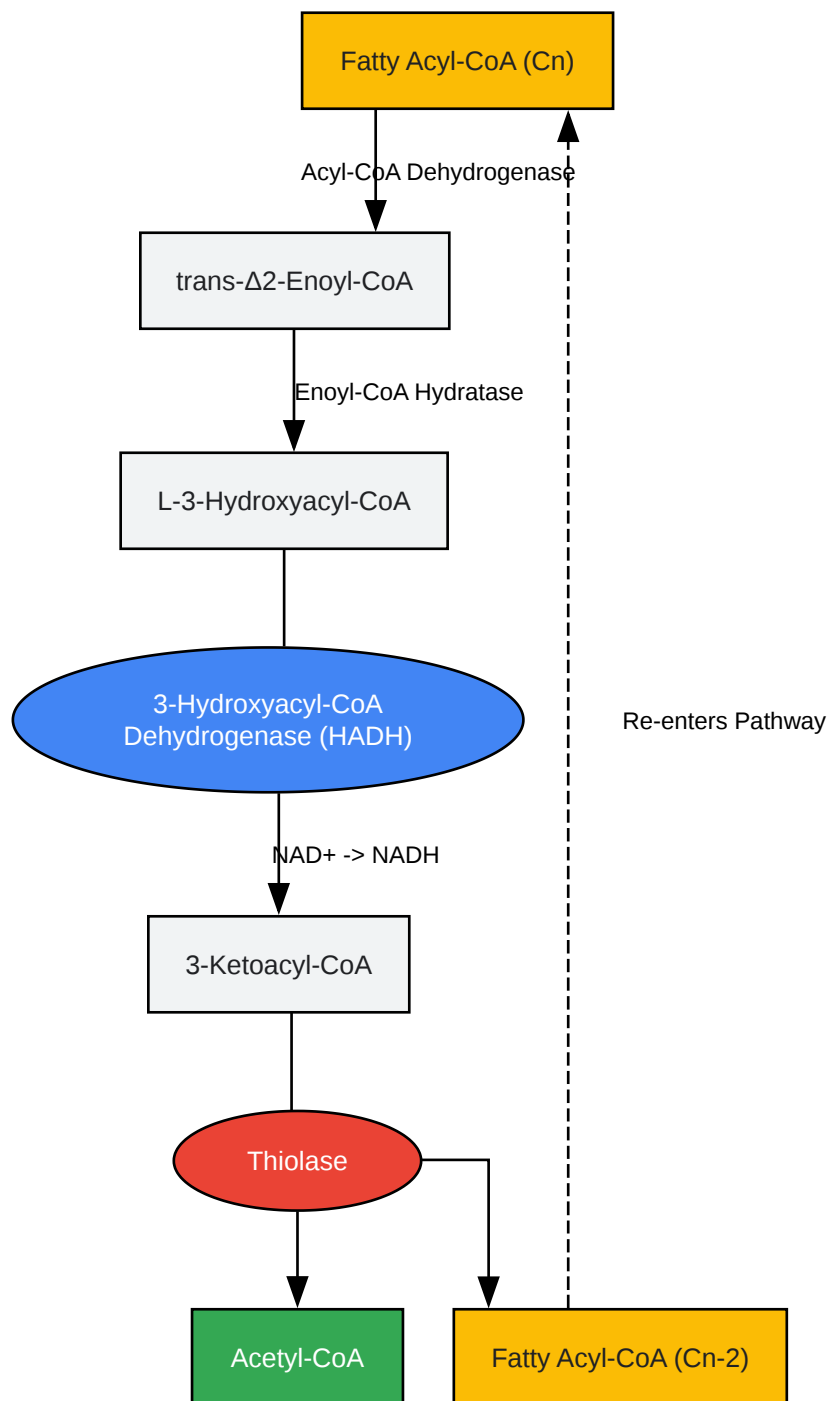 Fatty Acyl-CoA (Cn)
Acyl-CoA Dehydrogenase
trans-Δ2-Enoyl-CoA
Enoyl-CoA Hydratase
L-3-Hydroxyacyl-CoA
3-Hydroxyacyl-CoA
Dehydrogenase (HADH)
Re-enters Pathway
NAD+ -> NADH
3-Ketoacyl-CoA
Thiolase
Acetyl-CoA
Fatty Acyl-CoA (Cn-2)